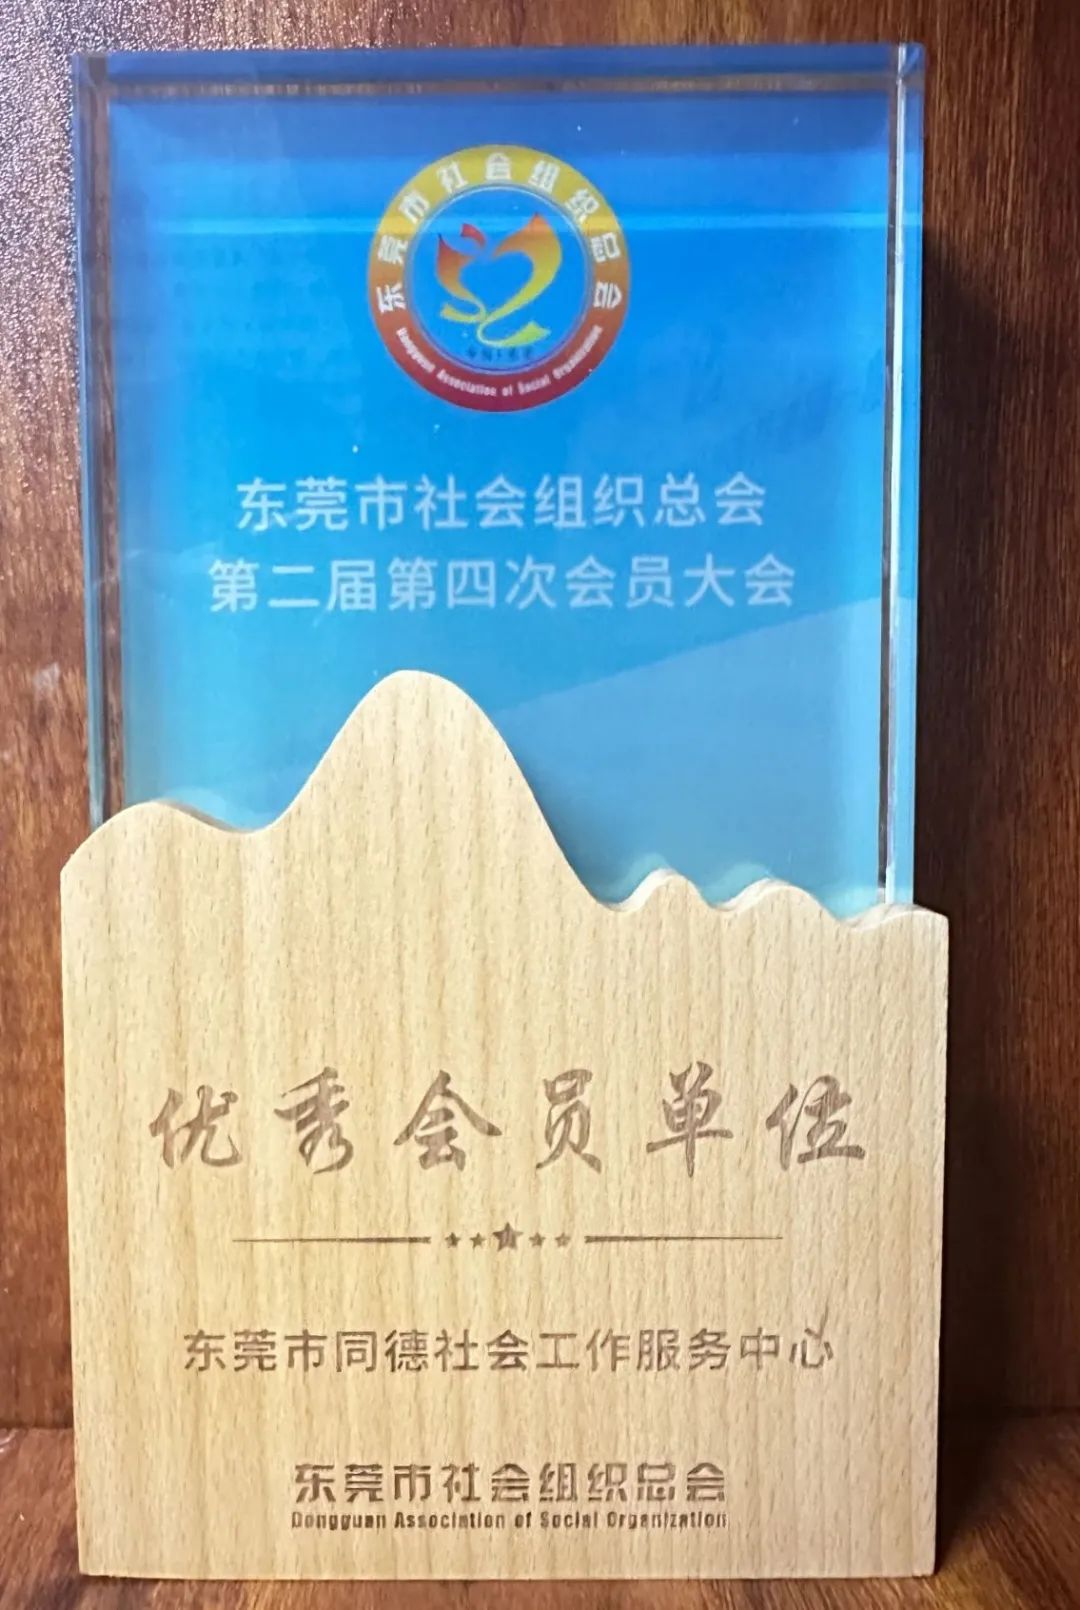 东莞市社会组织总会
Dongguan Association of Social Organizations
东莞市社会组织总会
第二届第四次会员大会
优秀会员单位
东莞市同德社会工作服务中心
东莞市社会组织总会
Dongguan Association of Social Organization